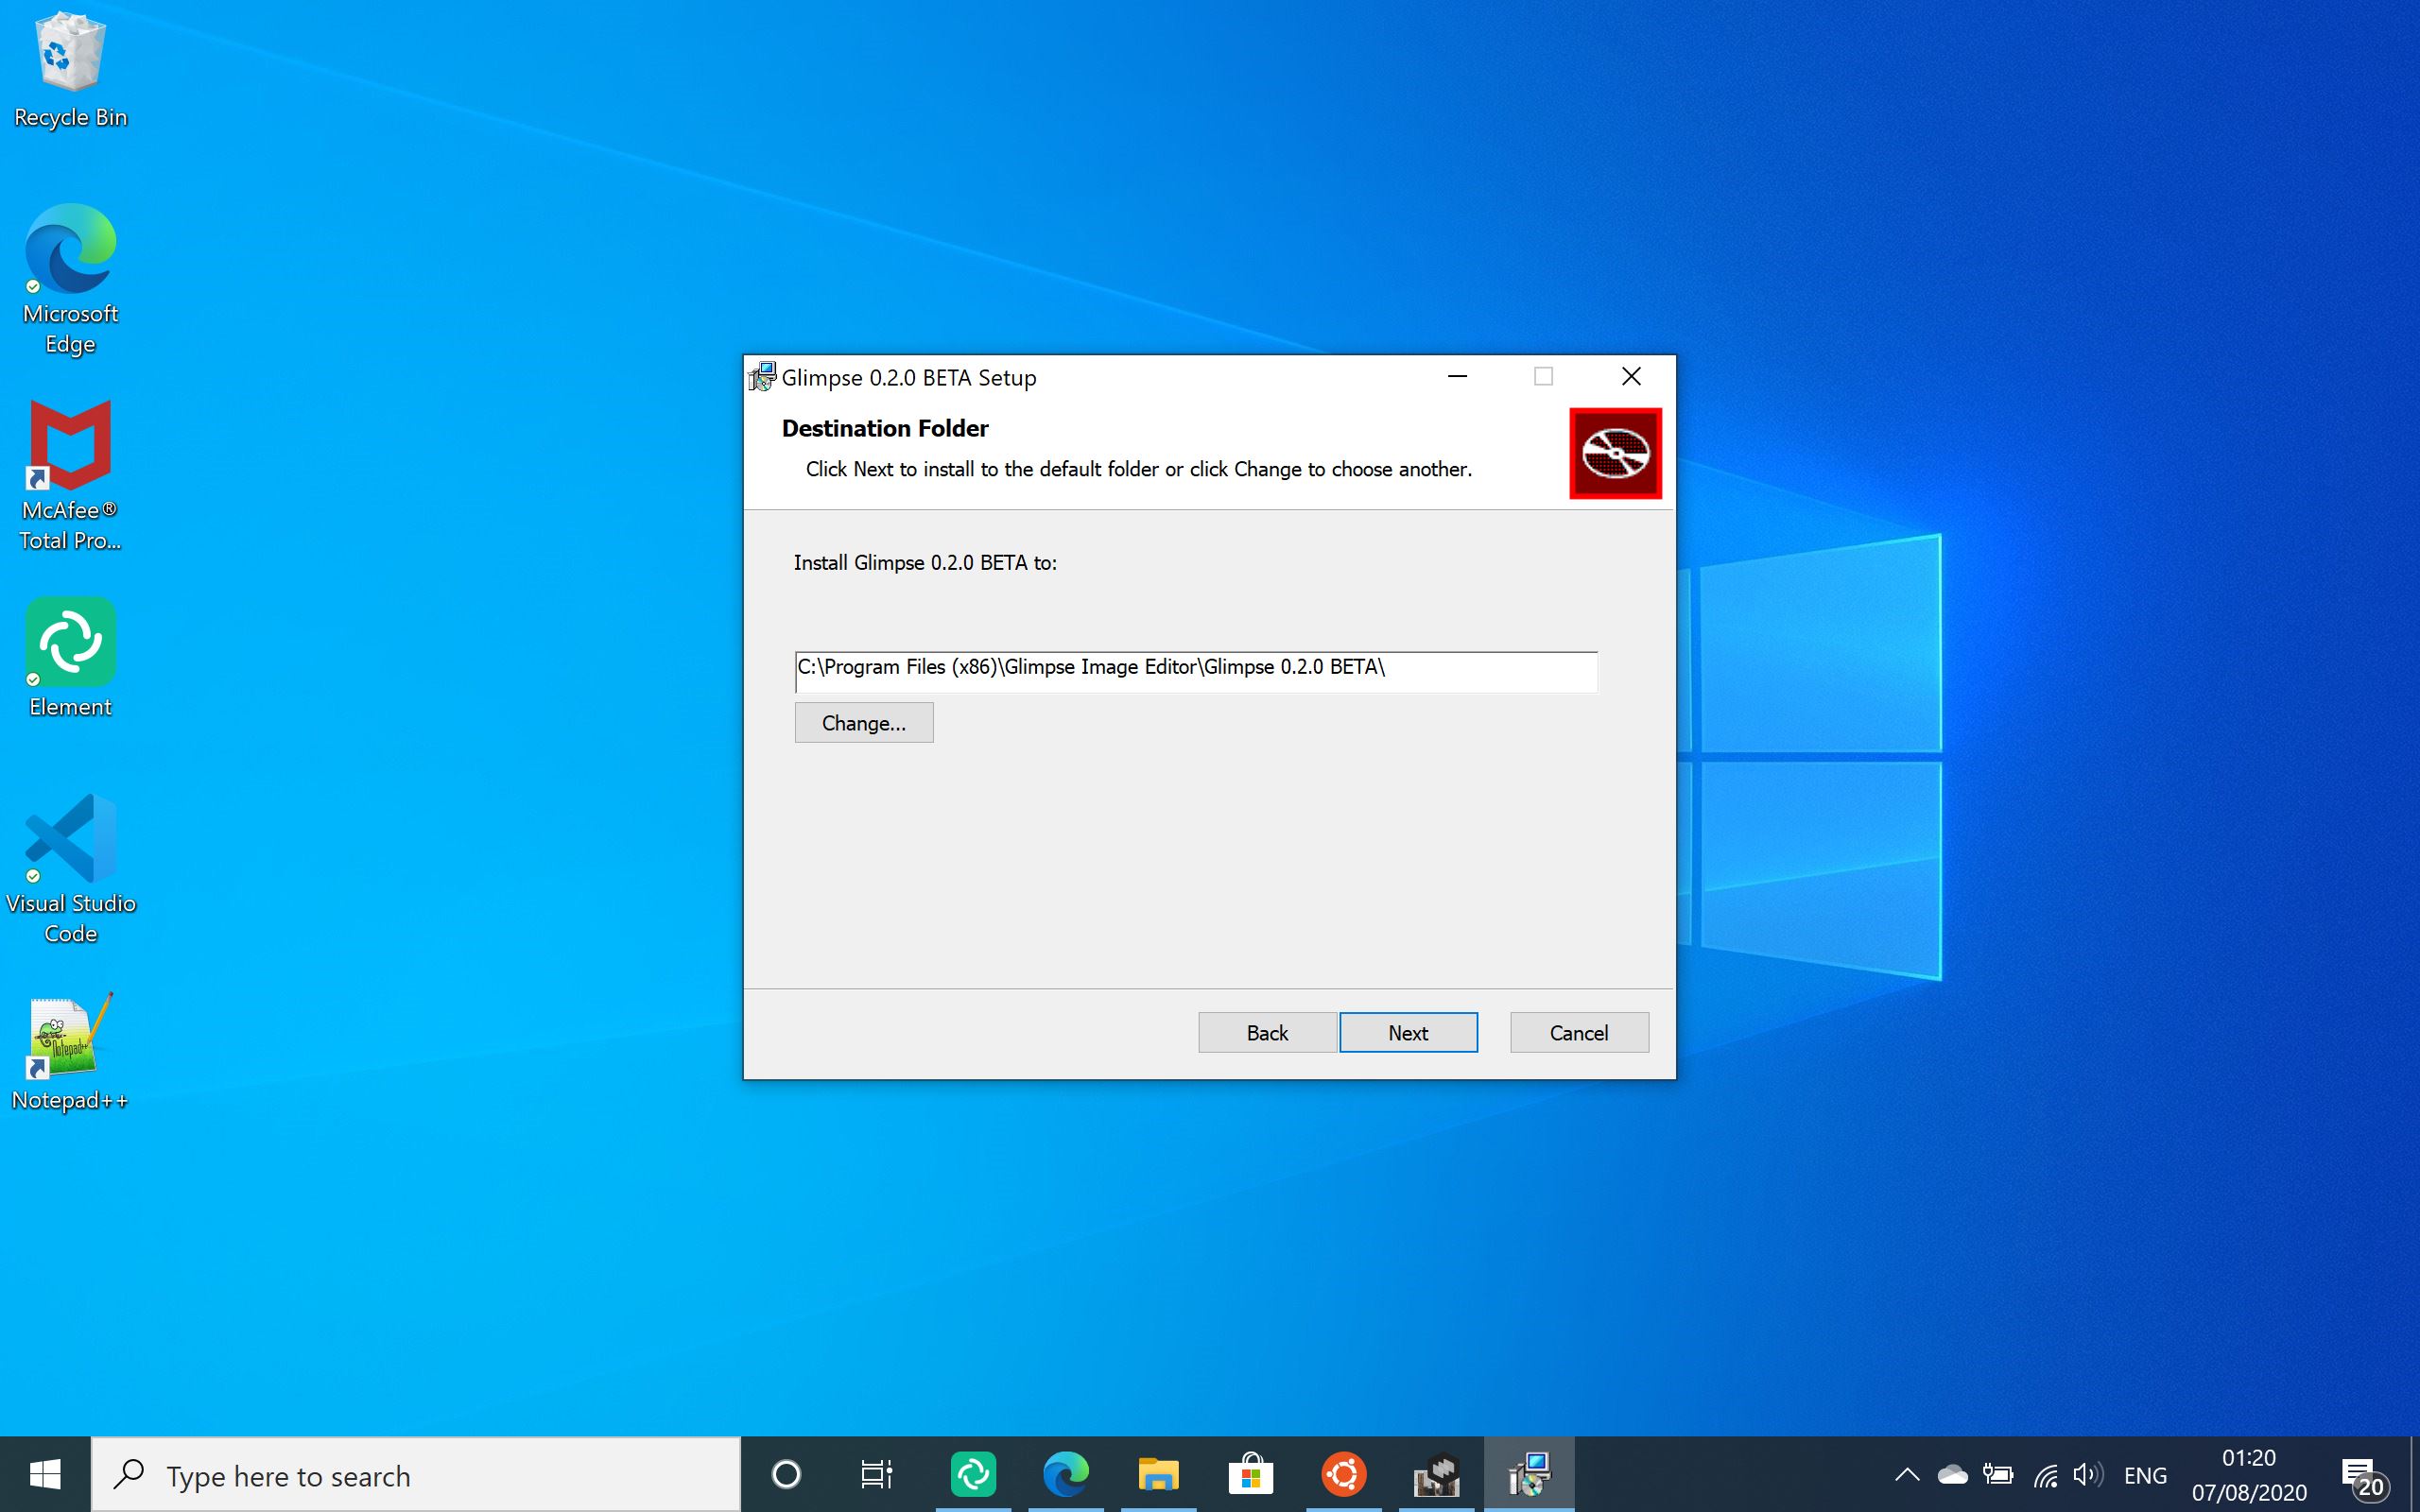 Recycle Bin
Microsoft
Edge
McAfee®
Total Pro...
Element
Visual Studio
Code
Notepad++
Glimpse 0.2.0 BETA Setup
Destination Folder
Click Next to install to the default folder or click Change to choose another.
Install Glimpse 0.2.0 BETA to:
C:\Program Files (x86)\Glimpse Image Editor\Glimpse 0.2.0 BETA\
Change...
Back
Next
Cancel
Type here to search
ENG
01:20
07/08/2020
20
Notepad++